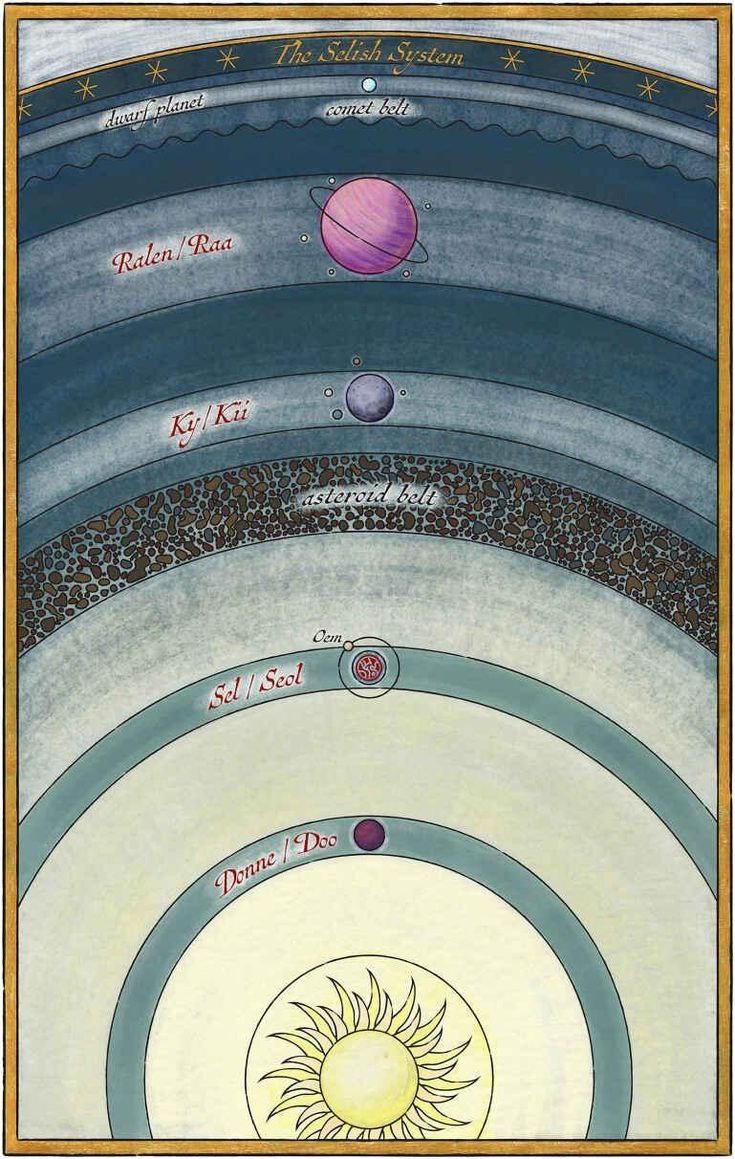 The Selish System
dwarf planet
comet belt
Ralen/Raa
Ky/Kii
asteroid belt
Oem
Sel / Seol
Donne / Doo